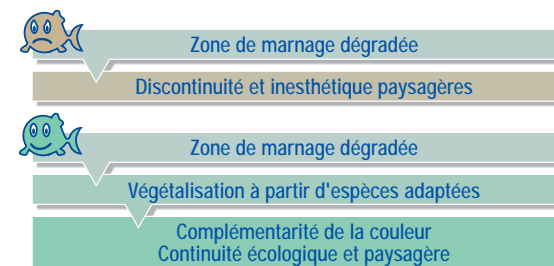 Zone de marnage dégradée
Discontinuité et inesthétique paysagères
Zone de marnage dégradée
Végétalisation à partir d'espèces adaptées
Complémentarité de la couleur
Continuité écologique et paysagère